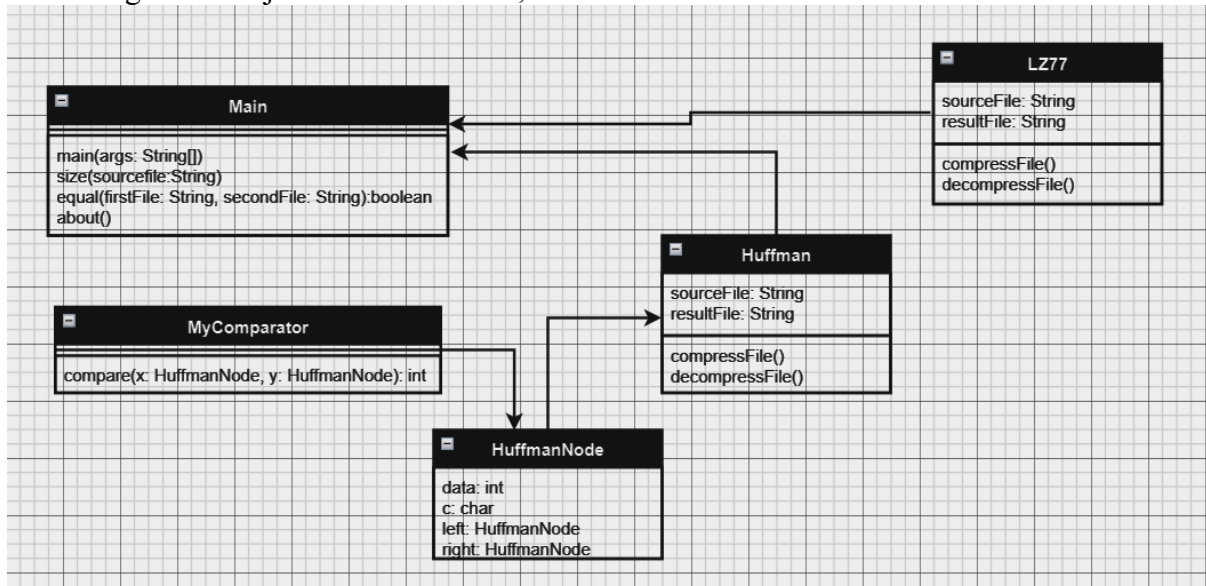 Main
main(args: String[])
size(sourcefile:String)
equal(firstFile: String, secondFile: String):boolean
about()
LZ77
sourceFile: String
resultFile: String
compressFile()
decompressFile()
Huffman
sourceFile: String
resultFile: String
compressFile()
decompressFile()
MyComparator
compare(x: HuffmanNode, y: HuffmanNode): int
HuffmanNode
data: int
c: char
left: HuffmanNode
right: HuffmanNode